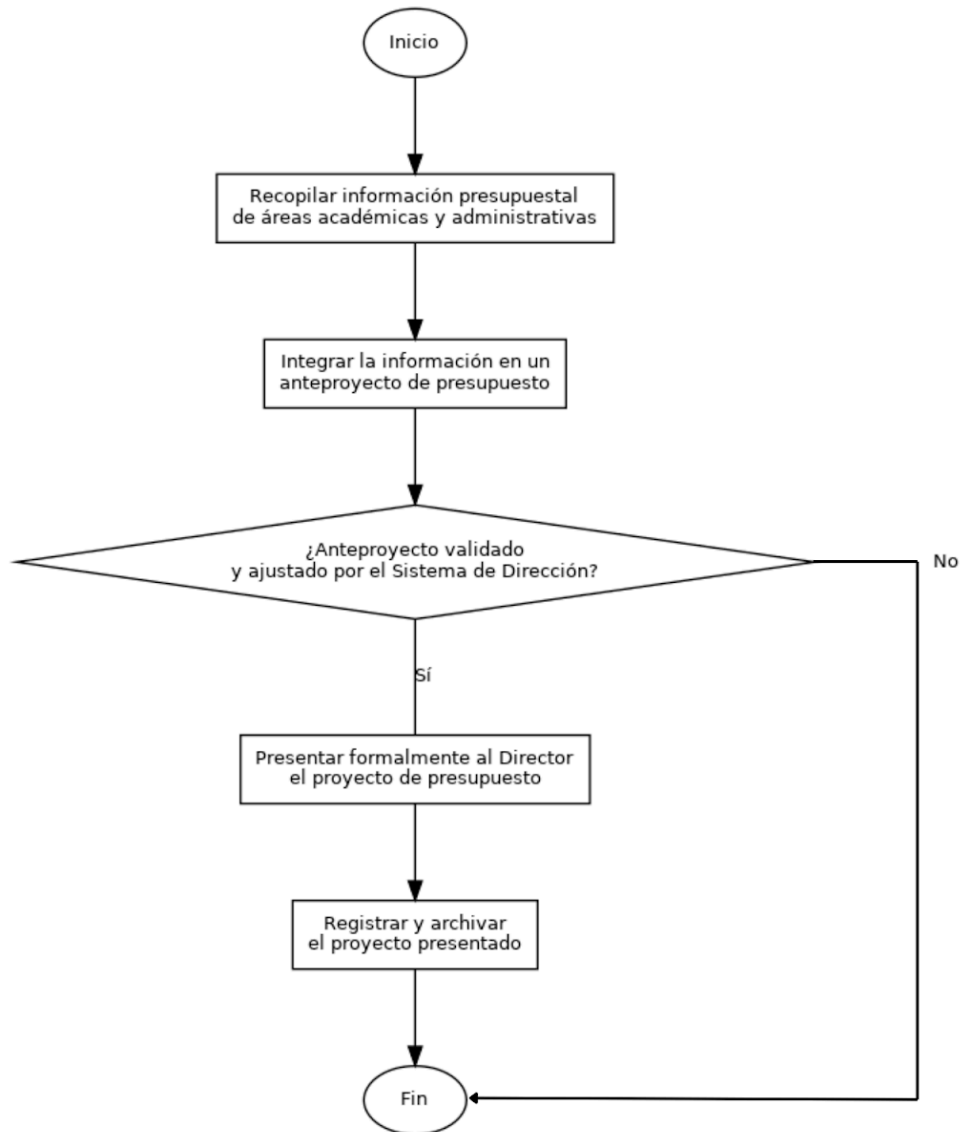 Inicio
Recopilar información presupuestal
de áreas académicas y administrativas
Integrar la información en un
anteproyecto de presupuesto
¿Anteproyecto validado
y ajustado por el Sistema de Dirección?
No
Sí
Presentar formalmente al Director
el proyecto de presupuesto
Registrar y archivar
el proyecto presentado
Fin